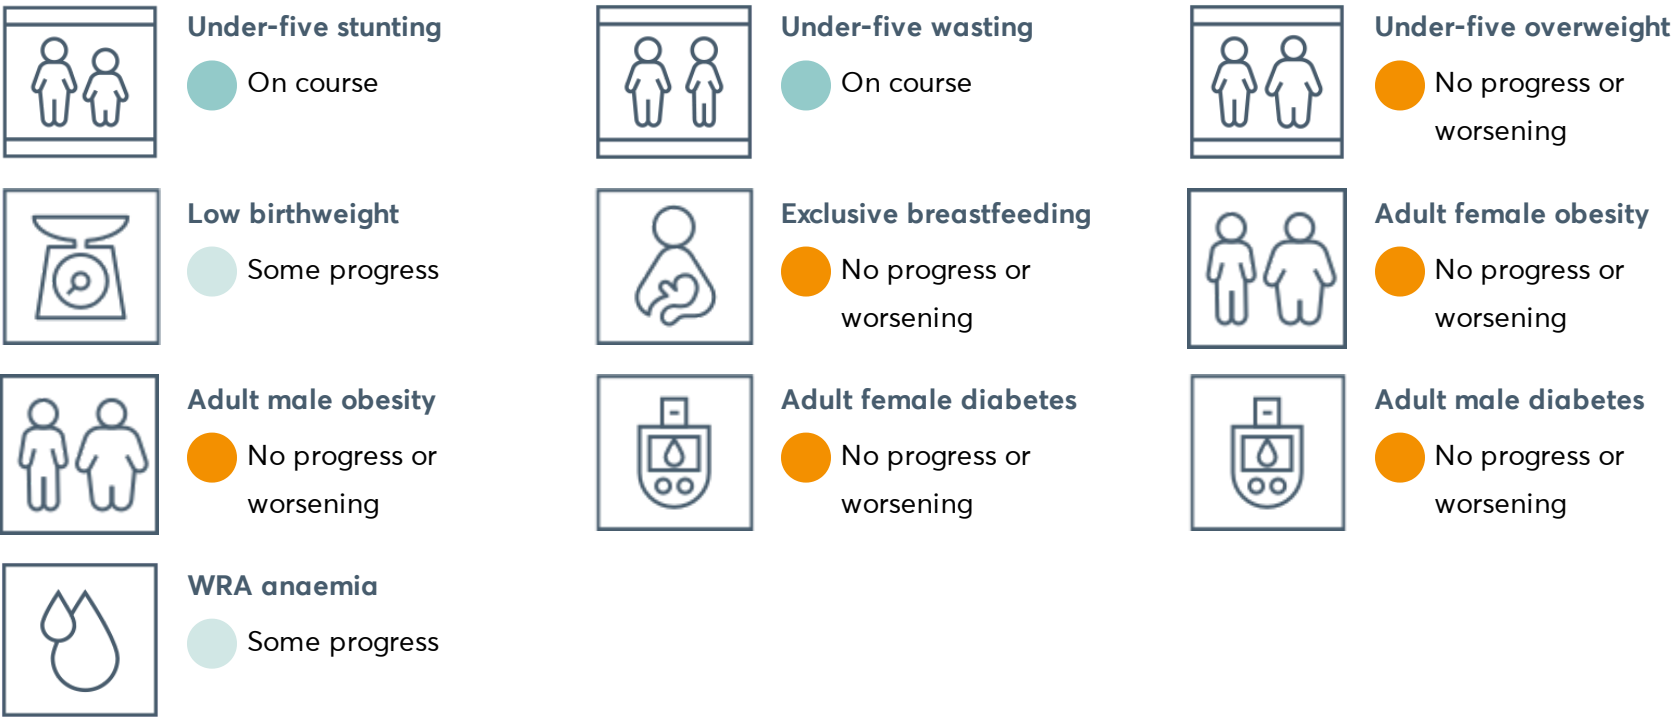 Under-five stunting
On course
Under-five wasting
On course
Under-five overweight
No progress or
worsening
Low birthweight
Some progress
Exclusive breastfeeding
No progress or
worsening
Adult female obesity
No progress or
worsening
Adult male obesity
No progress or
worsening
Adult female diabetes
No progress or
worsening
Adult male diabetes
No progress or
worsening
WRA anaemia
Some progress